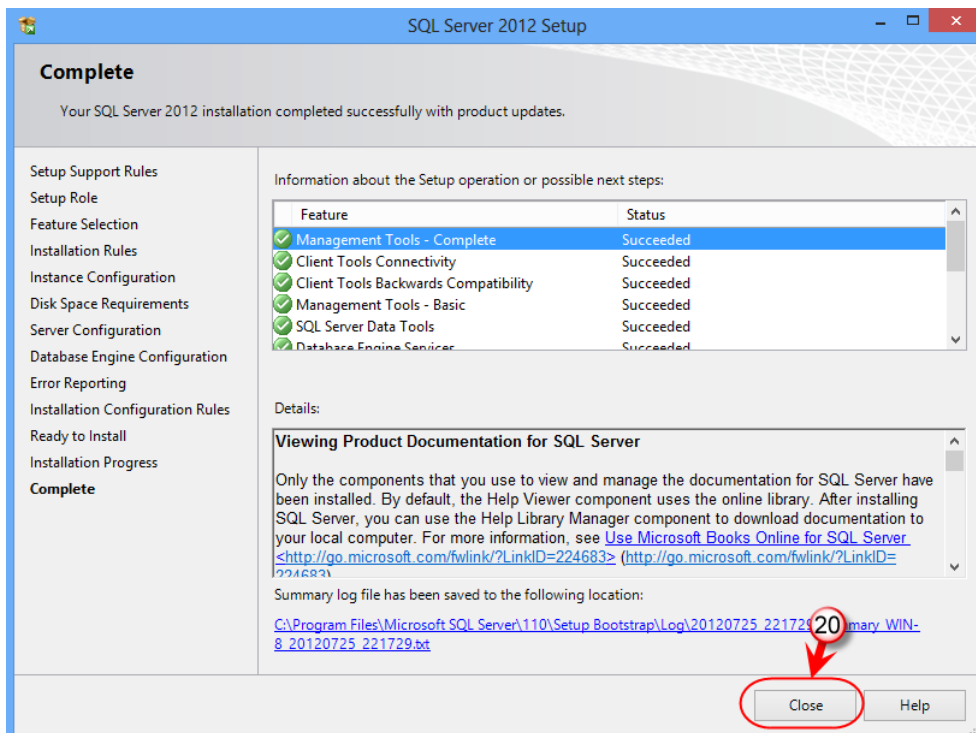 SQL Server 2012 Setup
Complete
Your SQL Server 2012 installation completed successfully with product updates.
Setup Support Rules
Setup Role
Feature Selection
Installation Rules
Instance Configuration
Disk Space Requirements
Server Configuration
Database Engine Configuration
Error Reporting
Installation Configuration Rules
Ready to Install
Installation Progress
Complete
Information about the Setup operation or possible next steps:
Feature Status
Management Tools - Complete Succeeded
Client Tools Connectivity Succeeded
Client Tools Backwards Compatibility Succeeded
Management Tools - Basic Succeeded
SQL Server Data Tools Succeeded
Database Engine Services Succeeded
Details:
Viewing Product Documentation for SQL Server
Only the components that you use to view and manage the documentation for SQL Server have
been installed. By default, the Help Viewer component uses the online library. After installing
SQL Server, you can use the Help Library Manager component to download documentation to
your local computer. For more information, see Use Microsoft Books Online for SQL Server
<http://go.microsoft.com/fwlink/?LinkID=224683> (http://go.microsoft.com/fwlink/?LinkID=
224683)
Summary log file has been saved to the following location:
C:\Program Files\Microsoft SQL Server\110\Setup Bootstrap\Log\20120725_221729 mary_WIN-
8_20120725_221729.txt
20
Close Help